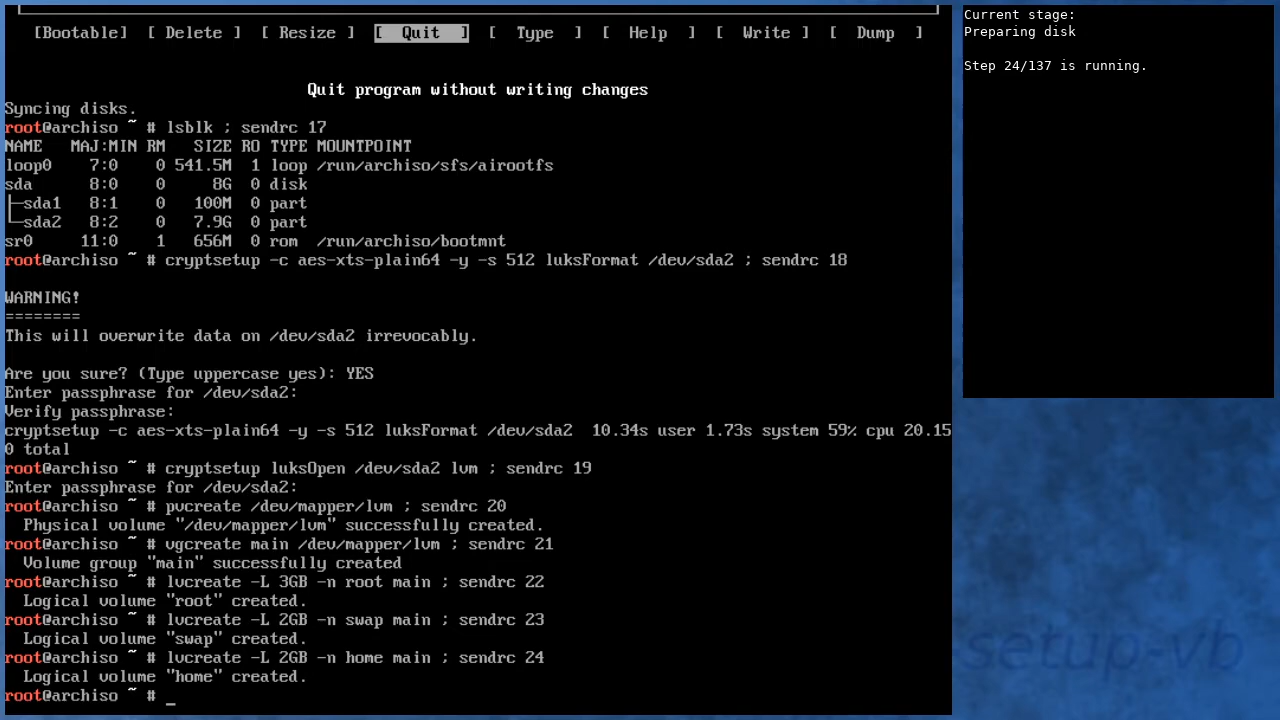 [Bootable] [ Delete ] [ Resize ] [ Quit ] [ Type ] [ Help ] [ Write ] [ Dump ]
Quit program without writing changes
Syncing disks.
root@archiso ~ # lsblk ; sendrc 17
NAME   MAJ:MIN RM   SIZE RO TYPE MOUNTPOINT
loop0    7:0    0 541.5M  1 loop /run/archiso/sfs/airootfs
sda      8:0    0     8G  0 disk
├─sda1   8:1    0   100M  0 part
└─sda2   8:2    0   7.9G  0 part
sr0     11:0    1   656M  0 rom  /run/archiso/bootmnt
root@archiso ~ # cryptsetup -c aes-xts-plain64 -y -s 512 luksFormat /dev/sda2 ; sendrc 18
WARNING!
========
This will overwrite data on /dev/sda2 irrevocably.
Are you sure? (Type uppercase yes): YES
Enter passphrase for /dev/sda2:
Verify passphrase:
cryptsetup -c aes-xts-plain64 -y -s 512 luksFormat /dev/sda2  10.34s user 1.73s system 59% cpu 20.15
0 total
root@archiso ~ # cryptsetup luksOpen /dev/sda2 lvm ; sendrc 19
Enter passphrase for /dev/sda2:
root@archiso ~ # pvcreate /dev/mapper/lvm ; sendrc 20
Physical volume "/dev/mapper/lvm" successfully created.
root@archiso ~ # vgcreate main /dev/mapper/lvm ; sendrc 21
Volume group "main" successfully created
root@archiso ~ # lvcreate -L 3GB -n root main ; sendrc 22
Logical volume "root" created.
root@archiso ~ # lvcreate -L 2GB -n swap main ; sendrc 23
Logical volume "swap" created.
root@archiso ~ # lvcreate -L 2GB -n home main ; sendrc 24
Logical volume "home" created.
root@archiso ~ # _
Current stage:
Preparing disk
Step 24/137 is running.
setup-vb